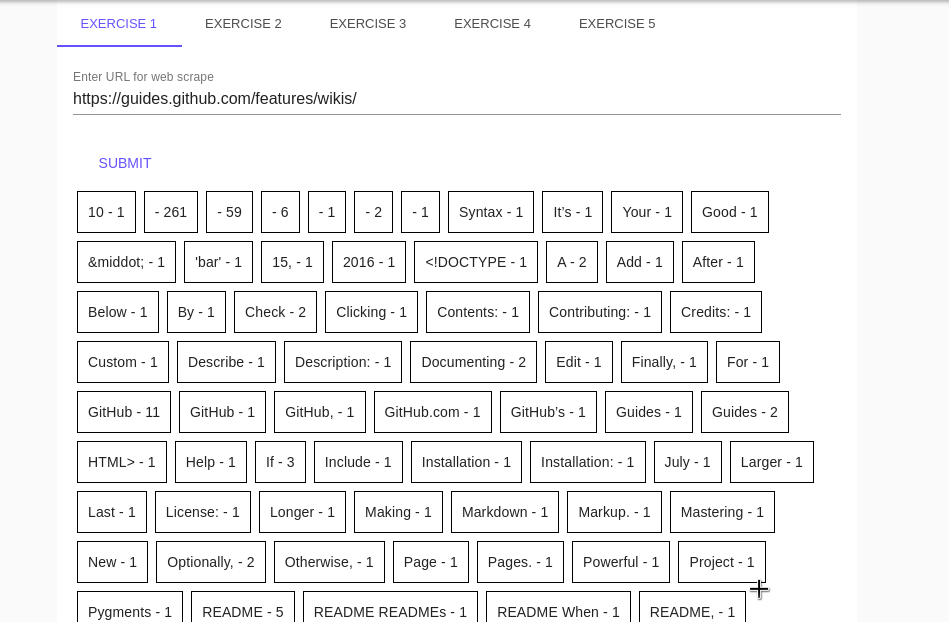 EXERCISE 1 EXERCISE 2 EXERCISE 3 EXERCISE 4 EXERCISE 5
Enter URL for web scrape
https://guides.github.com/features/wikis/
SUBMIT
10 - 1 - 261 - 59 - 6 - 1 - 2 - 1 Syntax - 1 It’s - 1 Your - 1 Good - 1
&middot; - 1 'bar' - 1 15, - 1 2016 - 1 <!DOCTYPE - 1 A - 2 Add - 1 After - 1
Below - 1 By - 1 Check - 2 Clicking - 1 Contents: - 1 Contributing: - 1 Credits: - 1
Custom - 1 Describe - 1 Description: - 1 Documenting - 2 Edit - 1 Finally, - 1 For - 1
GitHub - 11 GitHub - 1 GitHub, - 1 GitHub.com - 1 GitHub’s - 1 Guides - 1 Guides - 2
HTML> - 1 Help - 1 If - 3 Include - 1 Installation - 1 Installation: - 1 July - 1 Larger - 1
Last - 1 License: - 1 Longer - 1 Making - 1 Markdown - 1 Markup. - 1 Mastering - 1
New - 1 Optionally, - 2 Otherwise, - 1 Page - 1 Pages. - 1 Powerful - 1 Project - 1
Pygments - 1 README - 5 README READMEs - 1 README When - 1 README, - 1